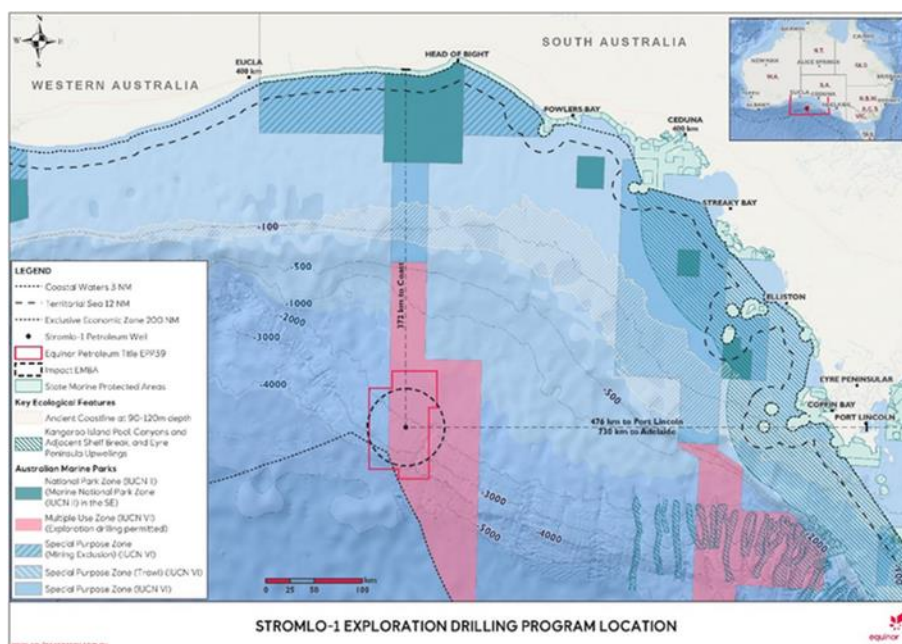 SOUTH AUSTRALIA
WESTERN AUSTRALIA
N
W
EUCLA
400 km
HEAD OF BIGHT
FOWLERS BAY
CEDUNA
400 km
STREAKY BAY
ELLISTON
EYRE PENINSULAR
COFFIN BAY
PORT LINCOLN
DARWIN
N.T.
ALICE SPRINGS
W.A.
S.A.
EUCLA
-100
-500
-1000
-2000
-3000
-4000
372 km to Coast
-500
476 km to Port Lincoln
730 km to Adelaide
-3000
-4000
-5000
LEGEND
Coastal Waters 3 NM
Territorial Sea 12 NM
Exclusive Economic Zone 200 NM
Stromlo-1 Petroleum Well
Equinor Petroleum Title EPP39
Impact EMBA
State Marine Protected Areas
Key Ecological Features
Ancient Coastline at 90-120m depth
Kangaroo Island Pool, Canyons and
Adjacent Shelf Break, and Eyre
Peninsula Upwellings
Australian Marine Parks
National Park Zone (IUCN II)
(Marine National Park Zone
(IUCN II) in the SE)
Multiple Use Zone (IUCN VI)
(Exploration drilling
permitted)
Special Purpose Zone
(Mining Exclusion) (IUCN VI)
Special Purpose Zone (Trawl) (IUCN VI)
Special Purpose Zone (IUCN VI)
0 25 50 100
km
STROMLO-1 EXPLORATION DRILLING PROGRAM LOCATION
equinor